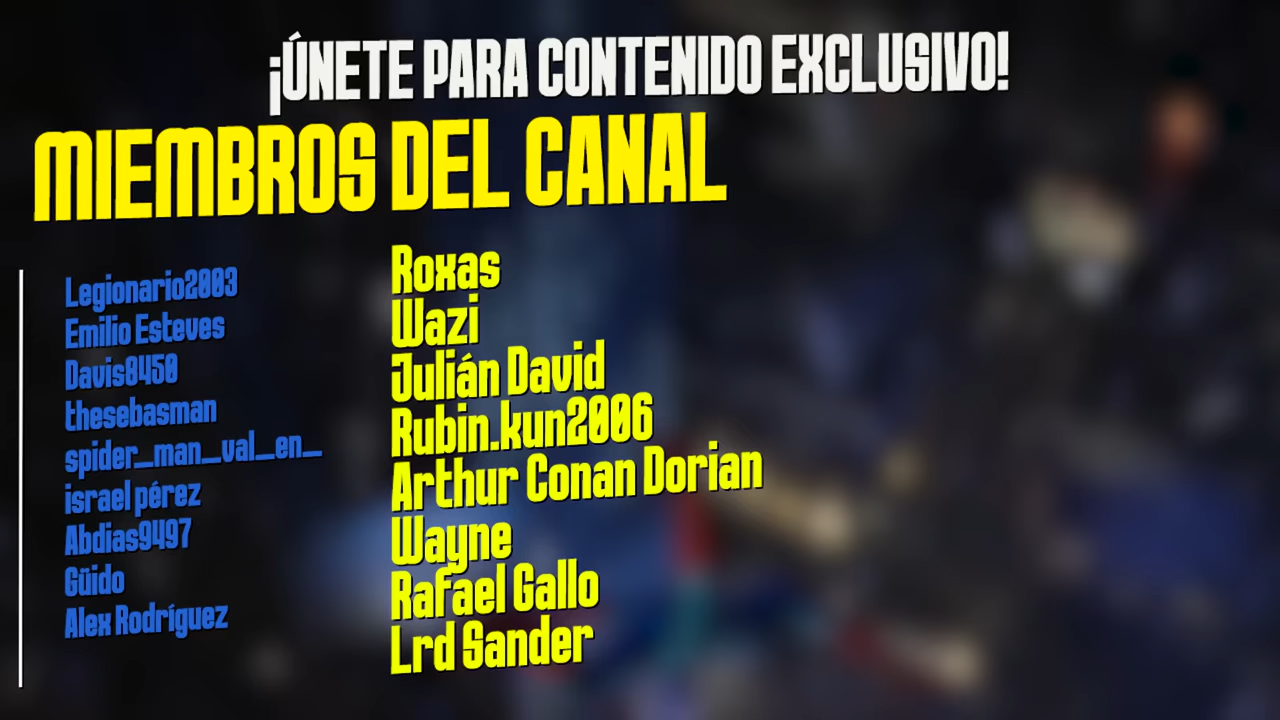 ¡ÚNETE PARA CONTENIDO EXCLUSIVO!
MIEMBROS DEL CANAL
Legionario2003
Emilio Esteves
Davis8450
thesebasman
spider_man_val_en_
israel pérez
Abdias9497
Güido
Alex Rodríguez
Roxas
Wazi
Julián David
Rubin.kun2006
Arthur Conan Dorian
Wayne
Rafael Gallo
Lrd Sander